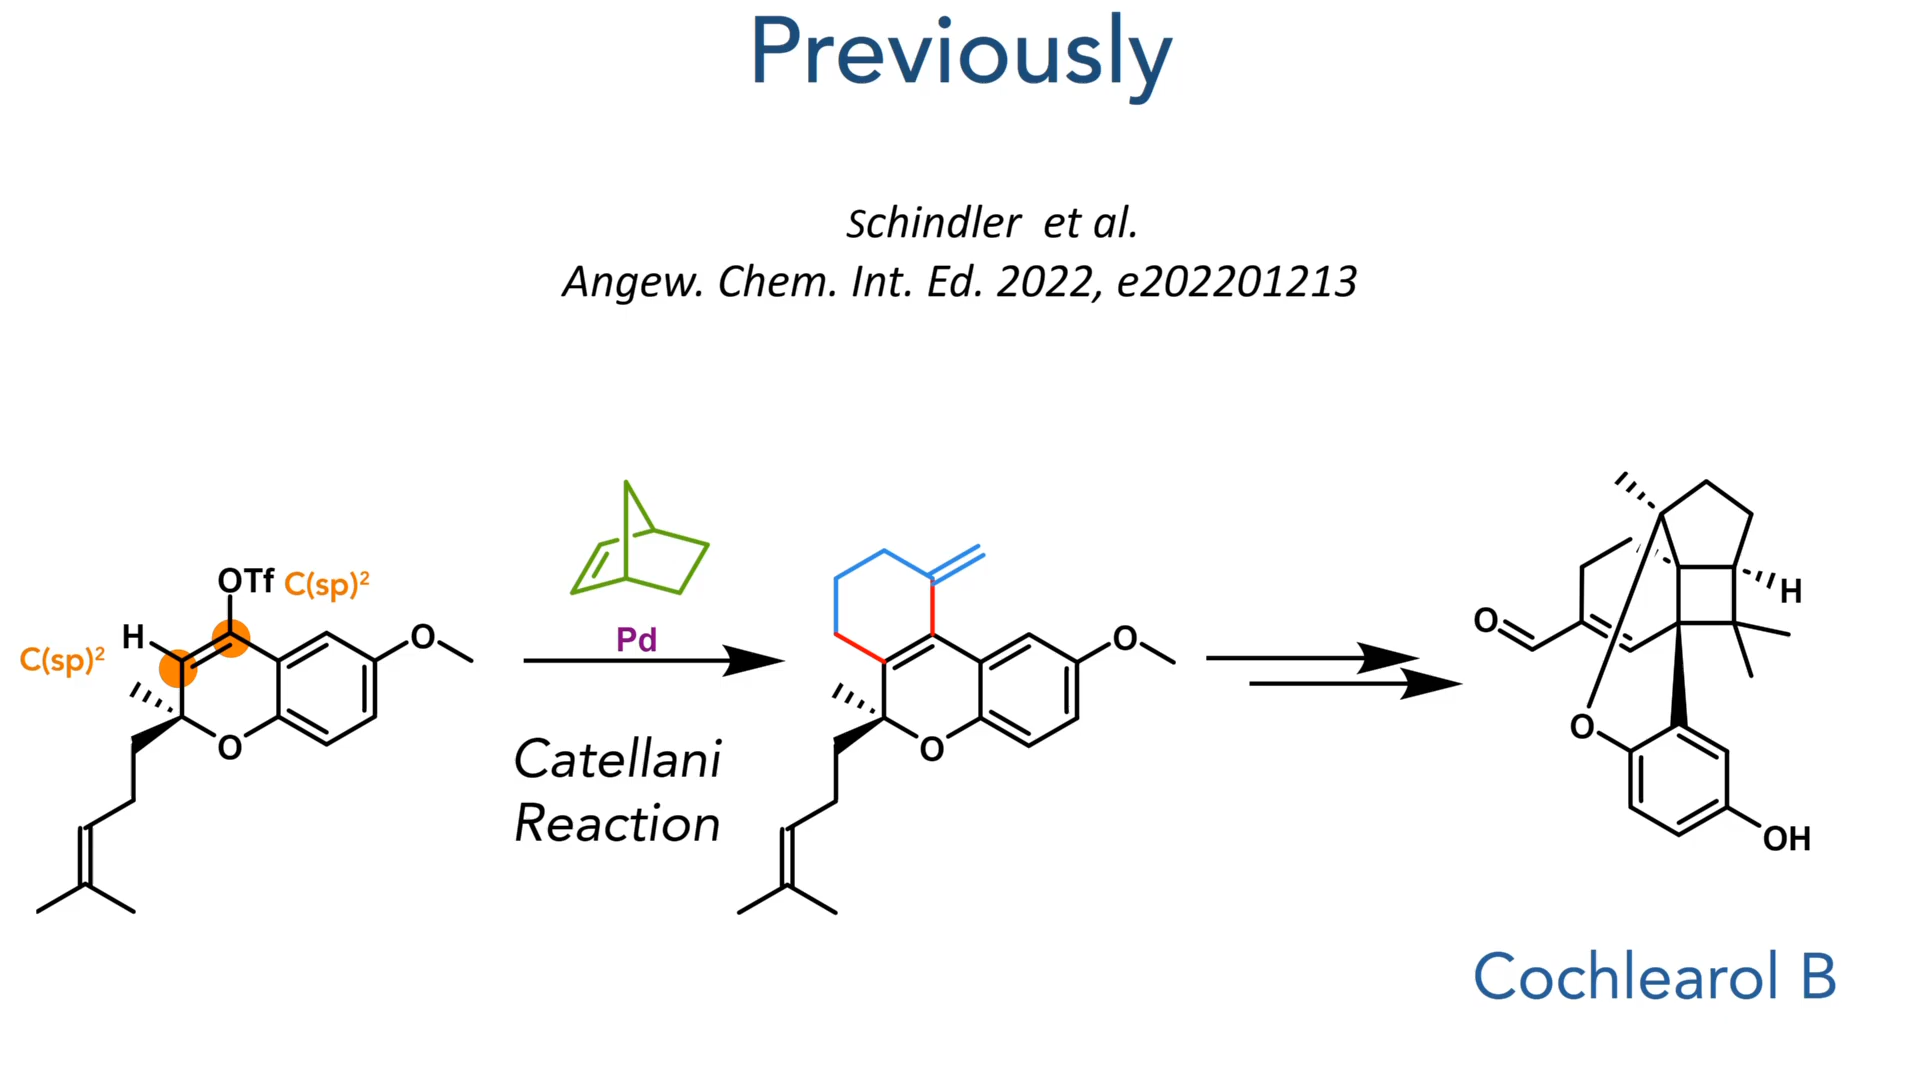 Previously
Schindler et al.
Angew. Chem. Int. Ed. 2022, e202201213
OTf C(sp)²
H
C(sp)²
O
O
Pd
Catellani
Reaction
O
O
H
O
O
OH
Cochlearol B